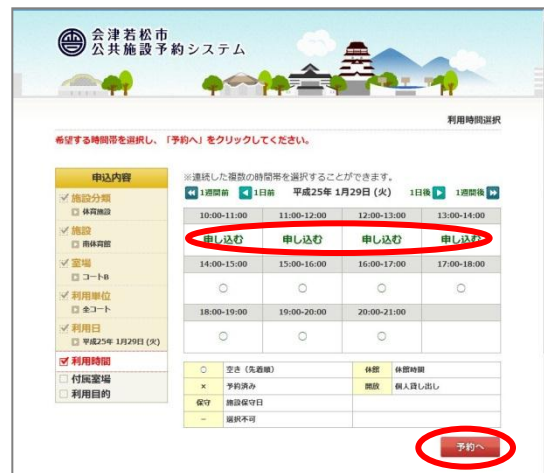 会津若松市
公共施設予約システム
利用時間選択
希望する時間帯を選択し、「予約へ」をクリックしてください。
申込内容
施設分類
体育施設
施設
南体育館
室場
コートB
利用単位
全コート
利用日
平成25年 1月29日 (火)
利用時間
付属室場
利用目的
※連続した複数の時間帯を選択することができます。
1週間前 1日前 平成25年 1月29日 (火) 1日後 1週間後
10:00-11:00 11:00-12:00 12:00-13:00 13:00-14:00
申し込む 申し込む 申し込む 申し込む
14:00-15:00 15:00-16:00 16:00-17:00 17:00-18:00
○ ○ ○ ○
18:00-19:00 19:00-20:00 20:00-21:00
○ ○ ○
○ 空き（先着順） 休館 休館時間
× 予約済み 開放 個人貸し出し
保守 施設保守日
− 選択不可
予約へ